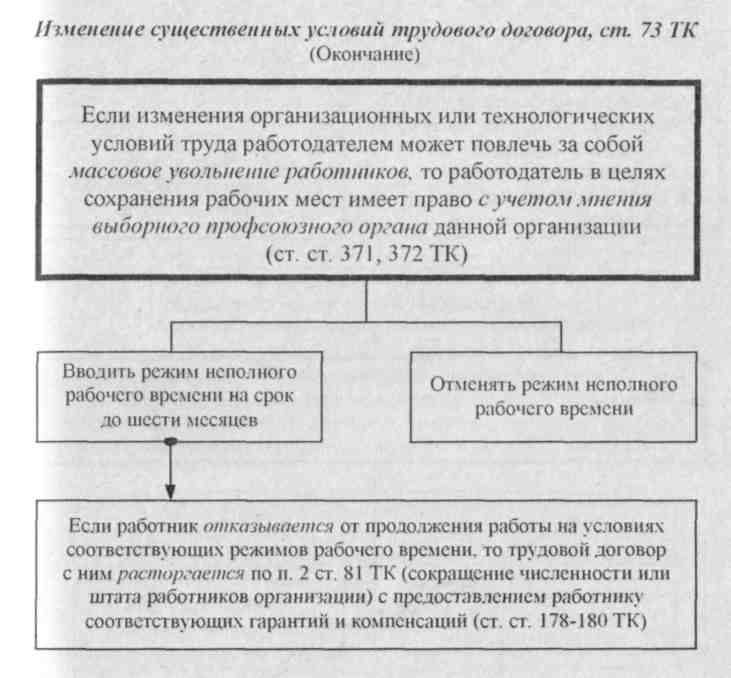 Изменение существенных условий трудового договора, ст. 73 ТК
(Окончание)
Если изменения организационных или технологических
условий труда работодателем может повлечь за собой
массовое увольнение работников, то работодатель в целях
сохранения рабочих мест имеет право с учетом мнения
выборного профсоюзного органа данной организации
(ст. ст. 371, 372 ТК)
Вводить режим неполного
рабочего времени на срок
до шести месяцев
Отменять режим неполного
рабочего времени
Если работник отказывается от продолжения работы на условиях
соответствующих режимов рабочего времени, то трудовой договор
с ним расторгается по п. 2 ст. 81 ТК (сокращение численности или
штата работников организации) с предоставлением работнику
соответствующих гарантий и компенсаций (ст. ст. 178-180 ТК)